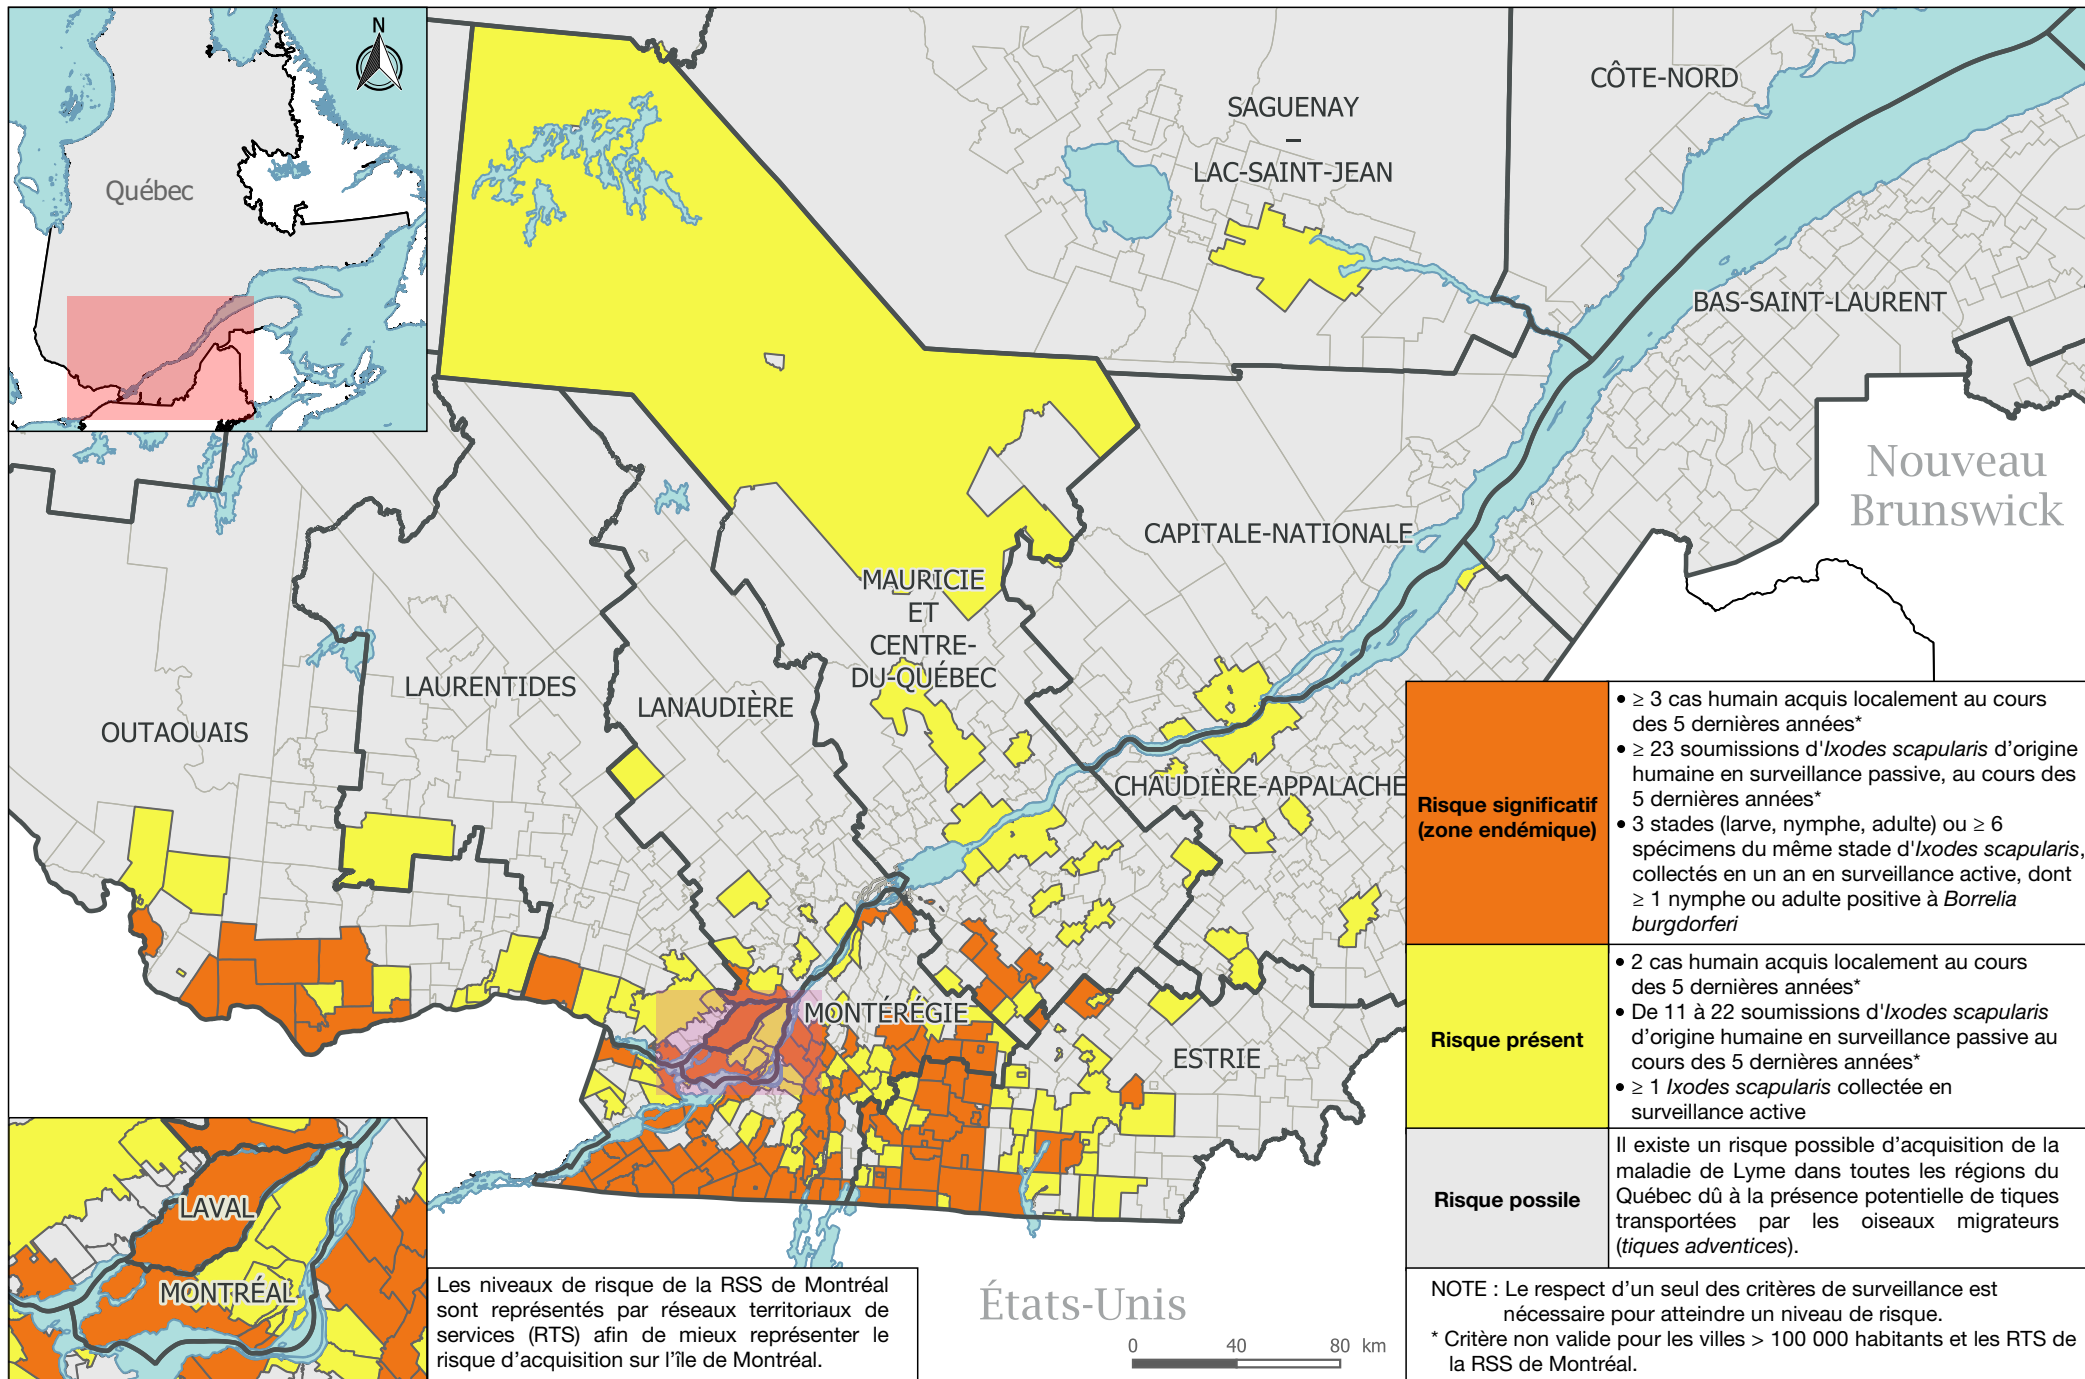 N
Québec
SAGUENAY
–
LAC-SAINT-JEAN
CÔTE-NORD
BAS-SAINT-LAURENT
Nouveau
Brunswick
CAPITALE-NATIONALE
MAURICIE
ET
CENTRE-
DU-QUÉBEC
LAURENTIDES
LANAUDIÈRE
OUTAOUAIS
CHAUDIÈRE-APPALACHE
MONTÉRÉGIE
ESTRIE
LAVAL
MONTRÉAL
États-Unis
0 40 80 km
Les niveaux de risque de la RSS de Montréal
sont représentés par réseaux territoriaux de
services (RTS) afin de mieux représenter le
risque d'acquisition sur l'île de Montréal.
Risque significatif
(zone endémique)
• ≥ 3 cas humain acquis localement au cours
des 5 dernières années*
• ≥ 23 soumissions d'Ixodes scapularis d'origine
humaine en surveillance passive, au cours des
5 dernières années*
• 3 stades (larve, nymphe, adulte) ou ≥ 6
spécimens du même stade d'Ixodes scapularis,
collectés en un an en surveillance active, dont
≥ 1 nymphe ou adulte positive à Borrelia
burgdorferi
Risque présent
• 2 cas humain acquis localement au cours
des 5 dernières années*
• De 11 à 22 soumissions d'Ixodes scapularis
d'origine humaine en surveillance passive au
cours des 5 dernières années*
• ≥ 1 Ixodes scapularis collectée en
surveillance active
Risque possile
Il existe un risque possible d'acquisition de la
maladie de Lyme dans toutes les régions du
Québec dû à la présence potentielle de tiques
transportées par les oiseaux migrateurs
(tiques adventices).
NOTE : Le respect d'un seul des critères de surveillance est
nécessaire pour atteindre un niveau de risque.
* Critère non valide pour les villes > 100 000 habitants et les RTS de
la RSS de Montréal.